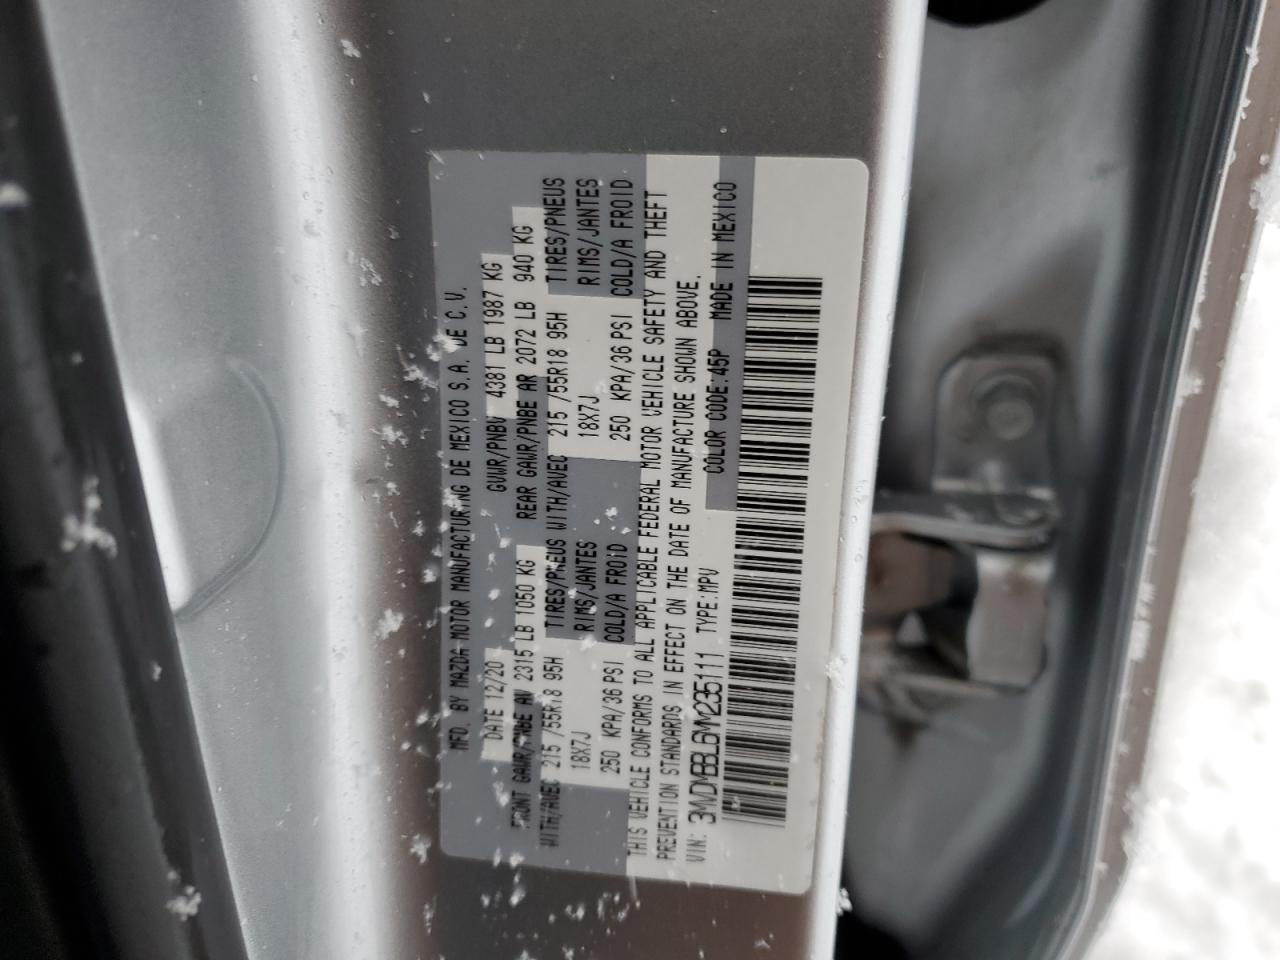 MFD. BY MAZDA MOTOR MANUFACTURING DE MEXICO S.A. DE C.V.
DATE 12/20 GVWR/PNBV 4381 LB 1987 KG
FRONT GAWR/PNBE AV 2315 LB 1050 KG REAR GAWR/PNBE AR 2072 LB 940 KG
WITH/AVEC 215 /55R18 95H TIRES/PNEUS WITH/AVEC 215 /55R18 95H TIRES/PNEUS
18X7J RIMS/JANTES 18X7J RIMS/JANTES
250 KPA/36 PSI COLD/A FROID 250 KPA/36 PSI COLD/A FROID
THIS VEHICLE CONFORMS TO ALL APPLICABLE FEDERAL MOTOR VEHICLE SAFETY AND THEFT
PREVENTION STANDARDS IN EFFECT ON THE DATE OF MANUFACTURE SHOWN ABOVE.
VIN: 3MVDMBBL6MM235111 TYPE:MPV COLOR CODE:45P MADE IN MEXICO